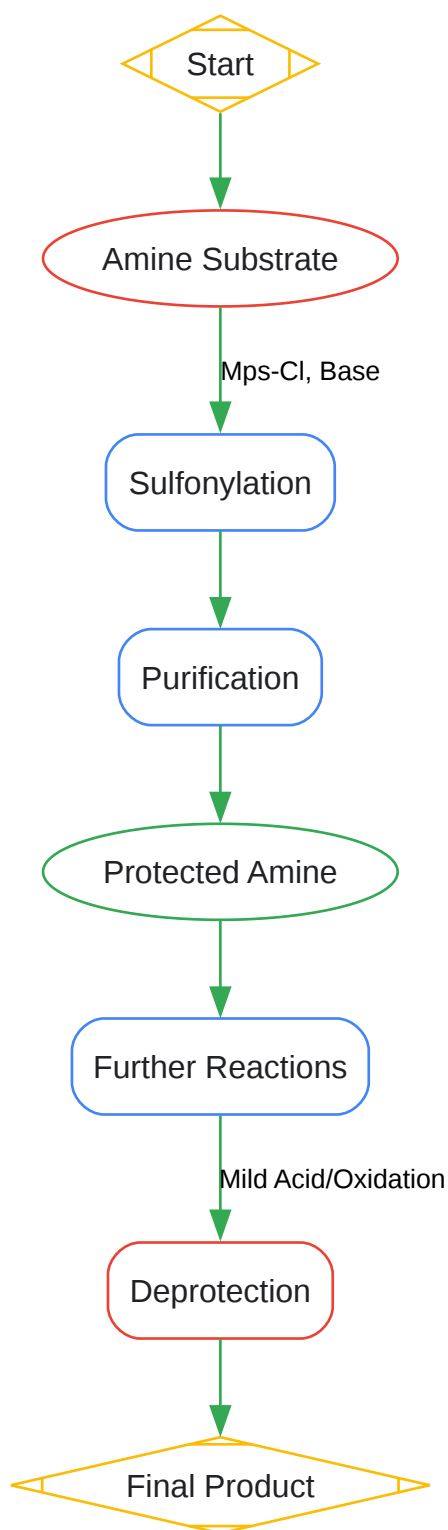 Start
Amine Substrate
Mps-Cl, Base
Sulfonylation
Purification
Protected Amine
Further Reactions
Mild Acid/Oxidation
Deprotection
Final Product